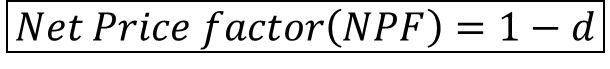 Net Price factor(NPF) = 1 − d